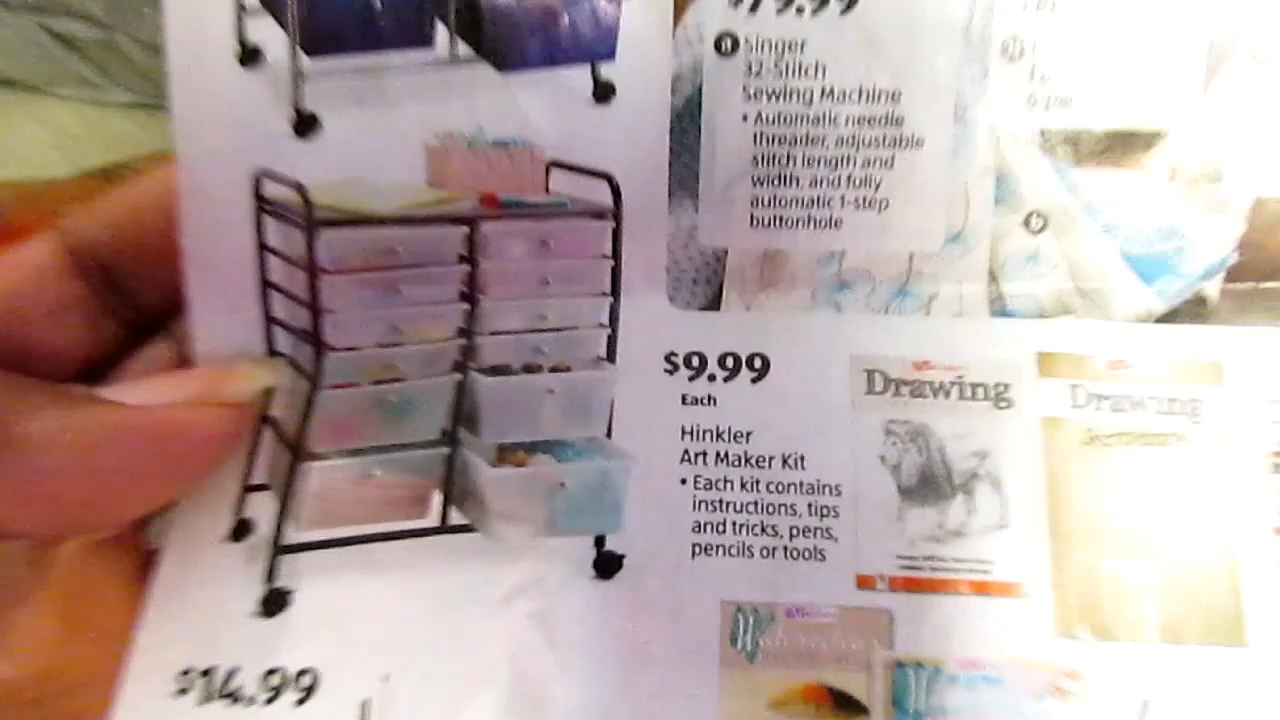 $79.99
a Singer
32-Stitch
Sewing Machine
• Automatic needle
threader, adjustable
stitch length and
width, and fully
automatic 1-step
buttonhole
b
$9.99
Each
Hinkler
Art Maker Kit
• Each kit contains
instructions, tips
and tricks, pens,
pencils or tools
Drawing
Drawing
$14.99